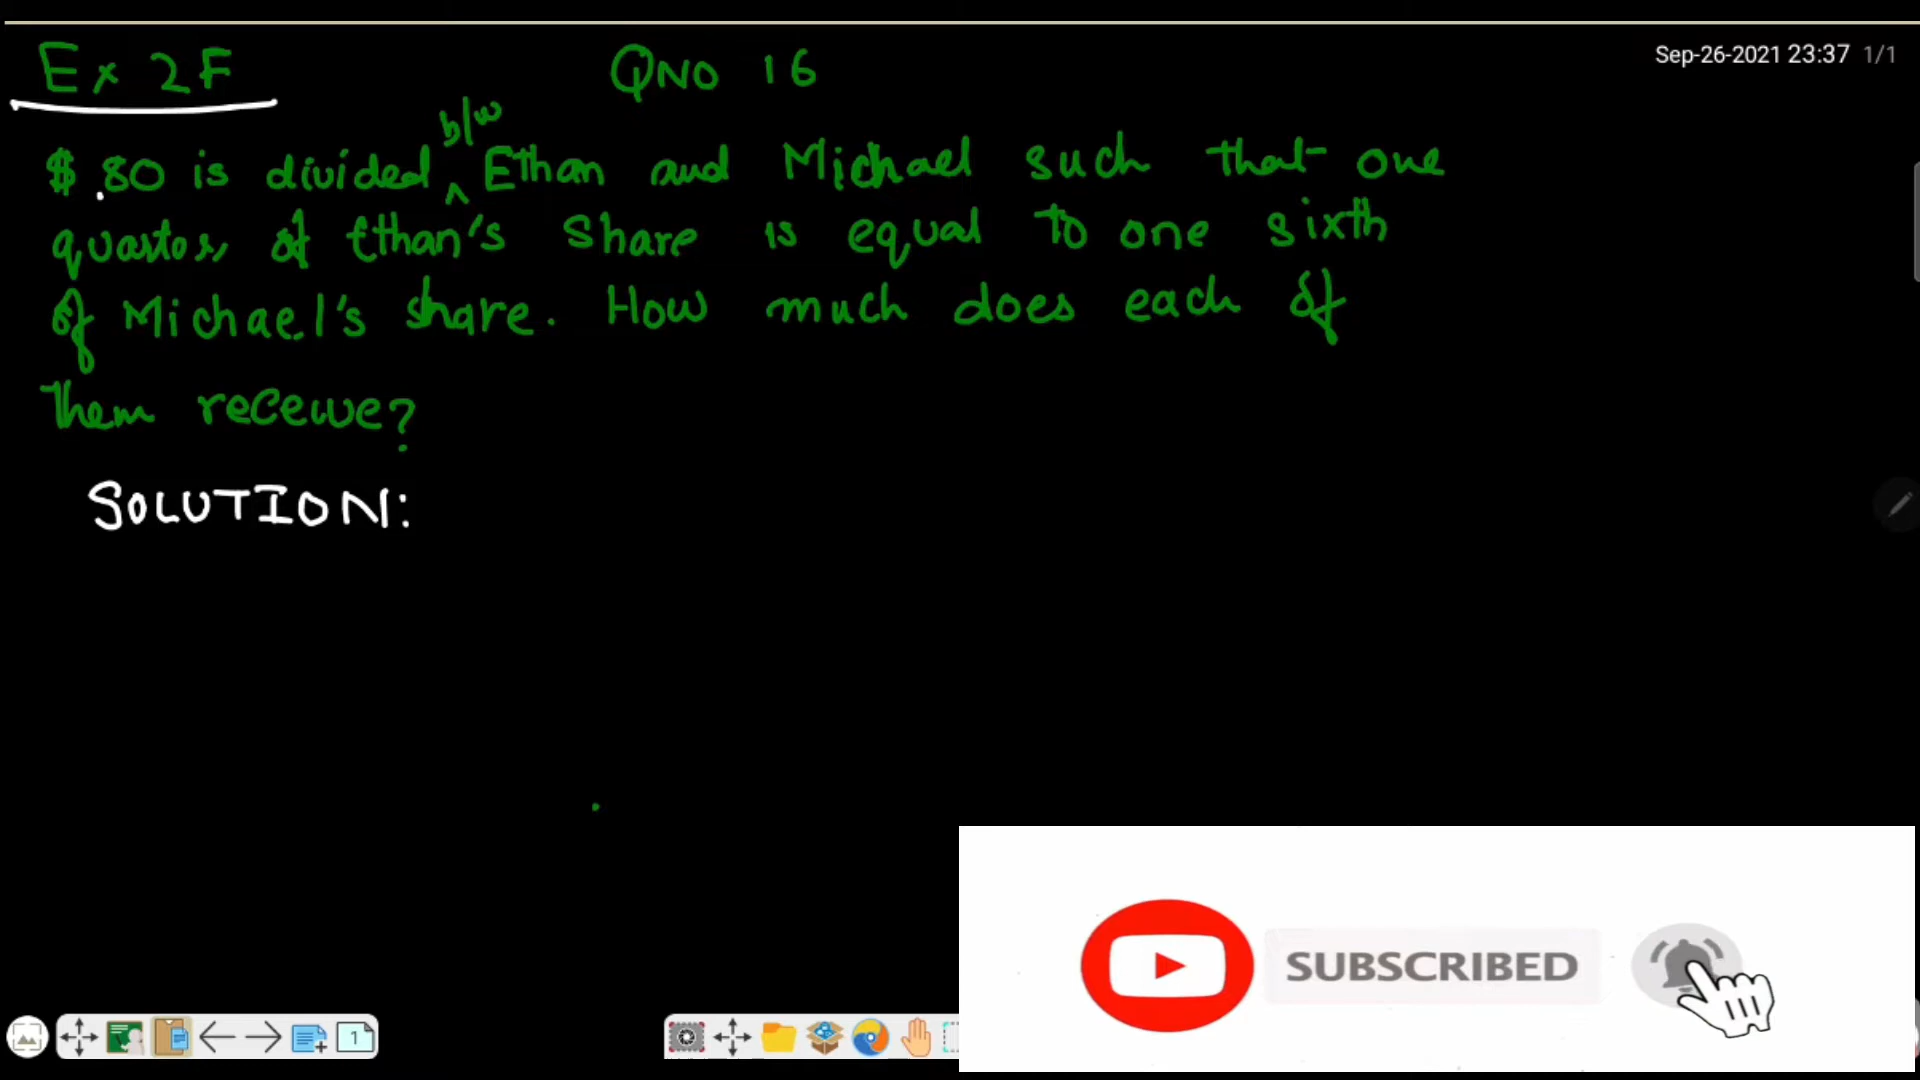 Ex 2F QNO 16
Sep-26-2021 23:37 1/1
b/w
$.80 is divided ^ Ethan and Michael such that one
quarter of Ethan's share is equal to one sixth
of Michael's share. How much does each of
Them receive?
SOLUTION:
SUBSCRIBED
1